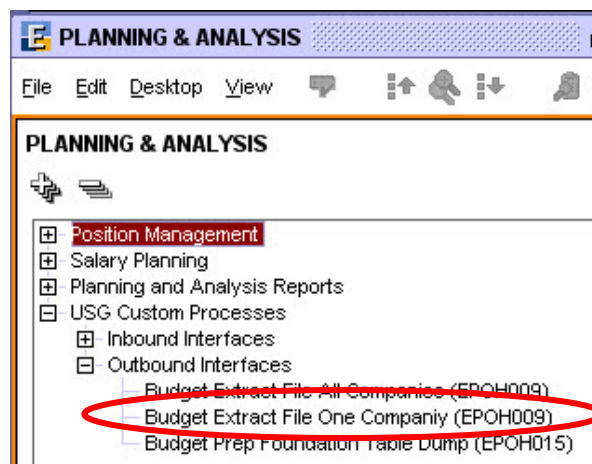 PLANNING & ANALYSIS
File Edit Desktop View
PLANNING & ANALYSIS
Position Management
Salary Planning
Planning and Analysis Reports
USG Custom Processes
Inbound Interfaces
Outbound Interfaces
Budget Extract File All Companies (EPOH009)
Budget Extract File One Companiy (EPOH009)
Budget Prep Foundation Table Dump (EPOH015)